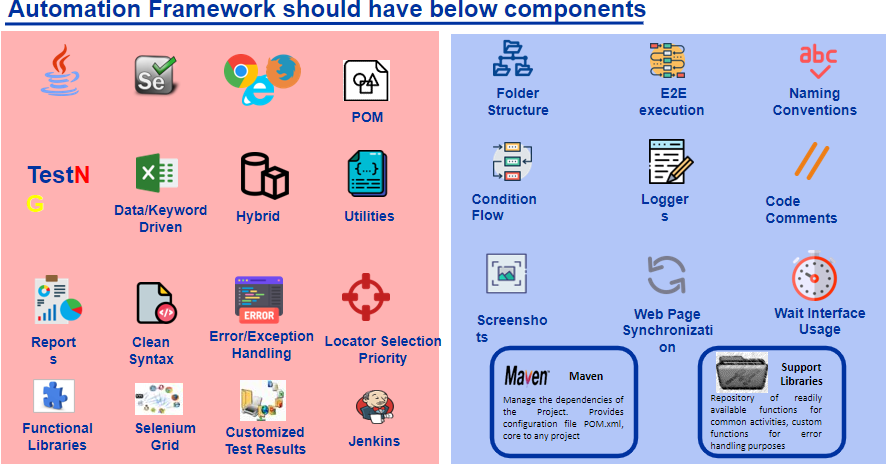 Automation Framework should have below components
Se
POM
TestN
G
Data/Keyword
Driven
Hybrid
{...}
Utilities
Report
s
Clean
Syntax
ERROR
Error/Exception
Handling
Locator Selection
Priority
Functional
Libraries
Selenium
Grid
Customized
Test Results
Jenkins
Folder
Structure
E2E
execution
abc
Naming
Conventions
Condition
Flow
Logger
s
Code
Comments
Screensho
ts
Web Page
Synchronizati
on
Wait Interface
Usage
Maven
Maven
Manage the dependencies of
the Project. Provides
configuration file POM.xml,
core to any project
Support
Libraries
Repository of readily
available functions for
common activities, custom
functions for error
handling purposes